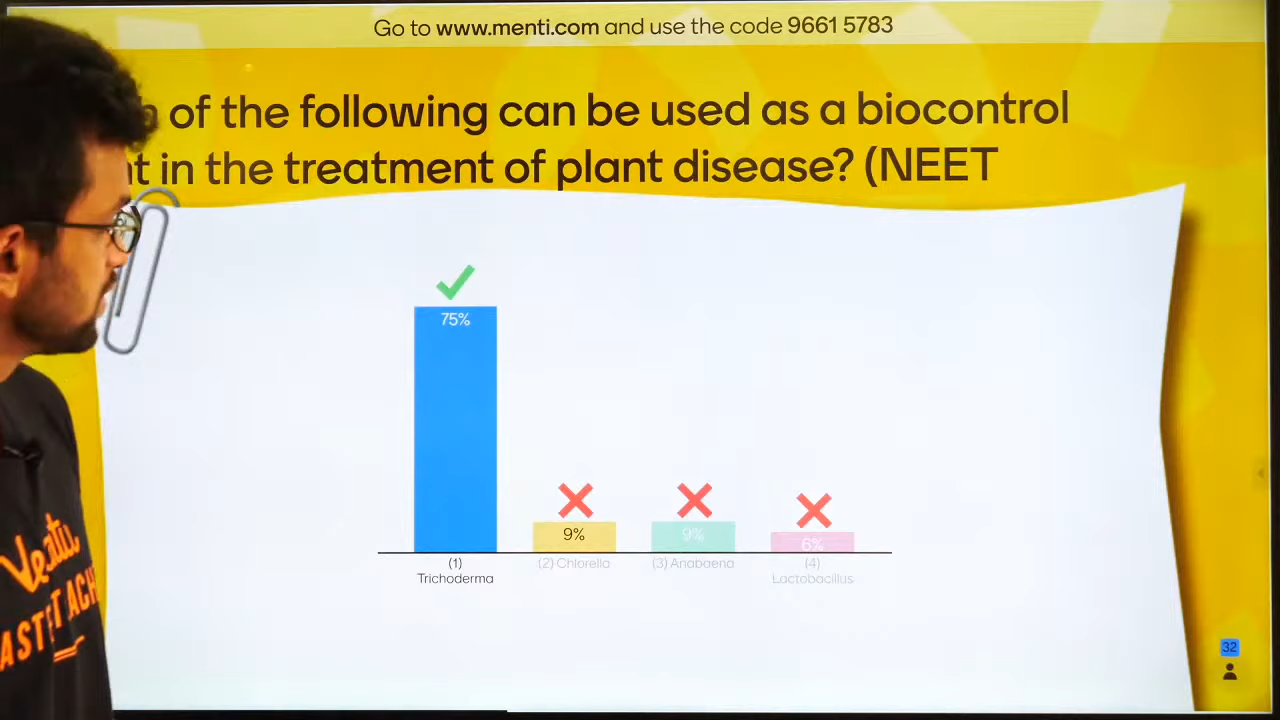 Go to www.menti.com and use the code 9661 5783
of the following can be used as a biocontrol
in the treatment of plant disease? (NEET
75%
9%
9%
6%
(1)
Trichoderma
(2) Chlorella
(3) Anabaena
(4)
Lactobacillus
32